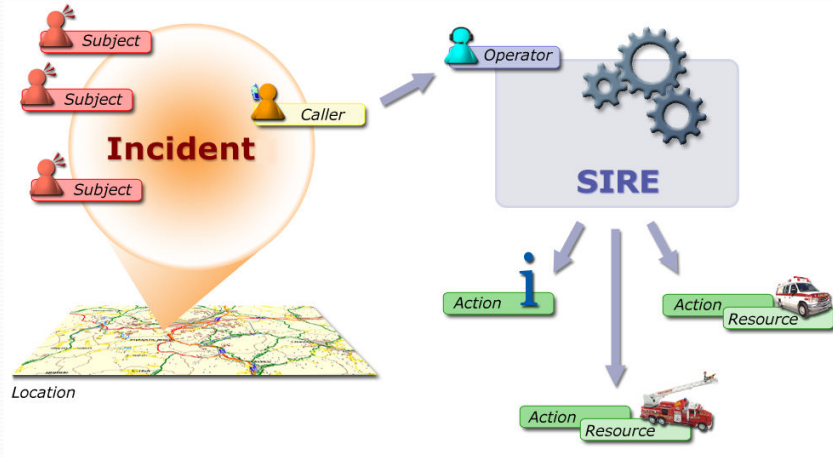 Subject
Subject
Subject
Incident
Caller
Location
Operator
SIRE
Action
i
Action
Resource
Action
Resource